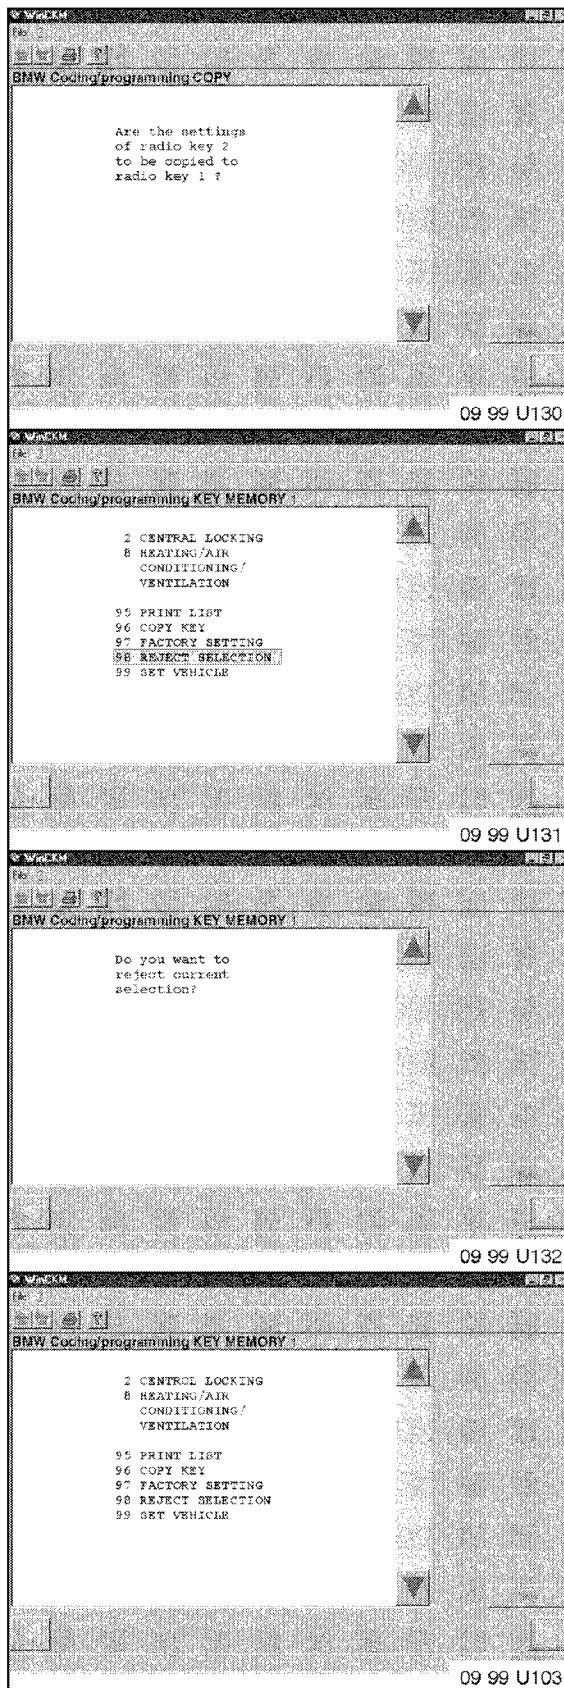 WinCKM
File ?
?
BMW Coding/programming COPY
Are the settings
of radio key 2
to be copied to
radio key 1 ?
09 99 U130
WinCKM
File ?
?
BMW Coding/programming KEY MEMORY 1
2 CENTRAL LOCKING
8 HEATING/AIR
CONDITIONING/
VENTILATION
95 PRINT LIST
96 COPY KEY
97 FACTORY SETTING
98 REJECT SELECTION
99 SET VEHICLE
09 99 U131
WinCKM
File ?
?
BMW Coding/programming KEY MEMORY 1
Do you want to
reject current
selection?
09 99 U132
WinCKM
File ?
?
BMW Coding/programming KEY MEMORY 1
2 CENTROL LOCKING
8 HEATING/AIR
CONDITIONING/
VENTILATION
95 PRINT LIST
96 COPY KEY
97 FACTORY SETTING
98 REJECT SELECTION
99 SET VEHICLE
09 99 U103